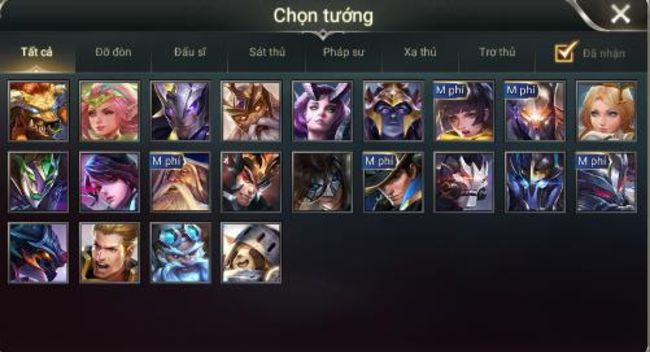 Chọn tướng
Tất cả Đỡ đòn Đấu sĩ Sát thủ Pháp sư Xạ thủ Trợ thủ Đã nhận
M phí M phí
M phí M phí M phí